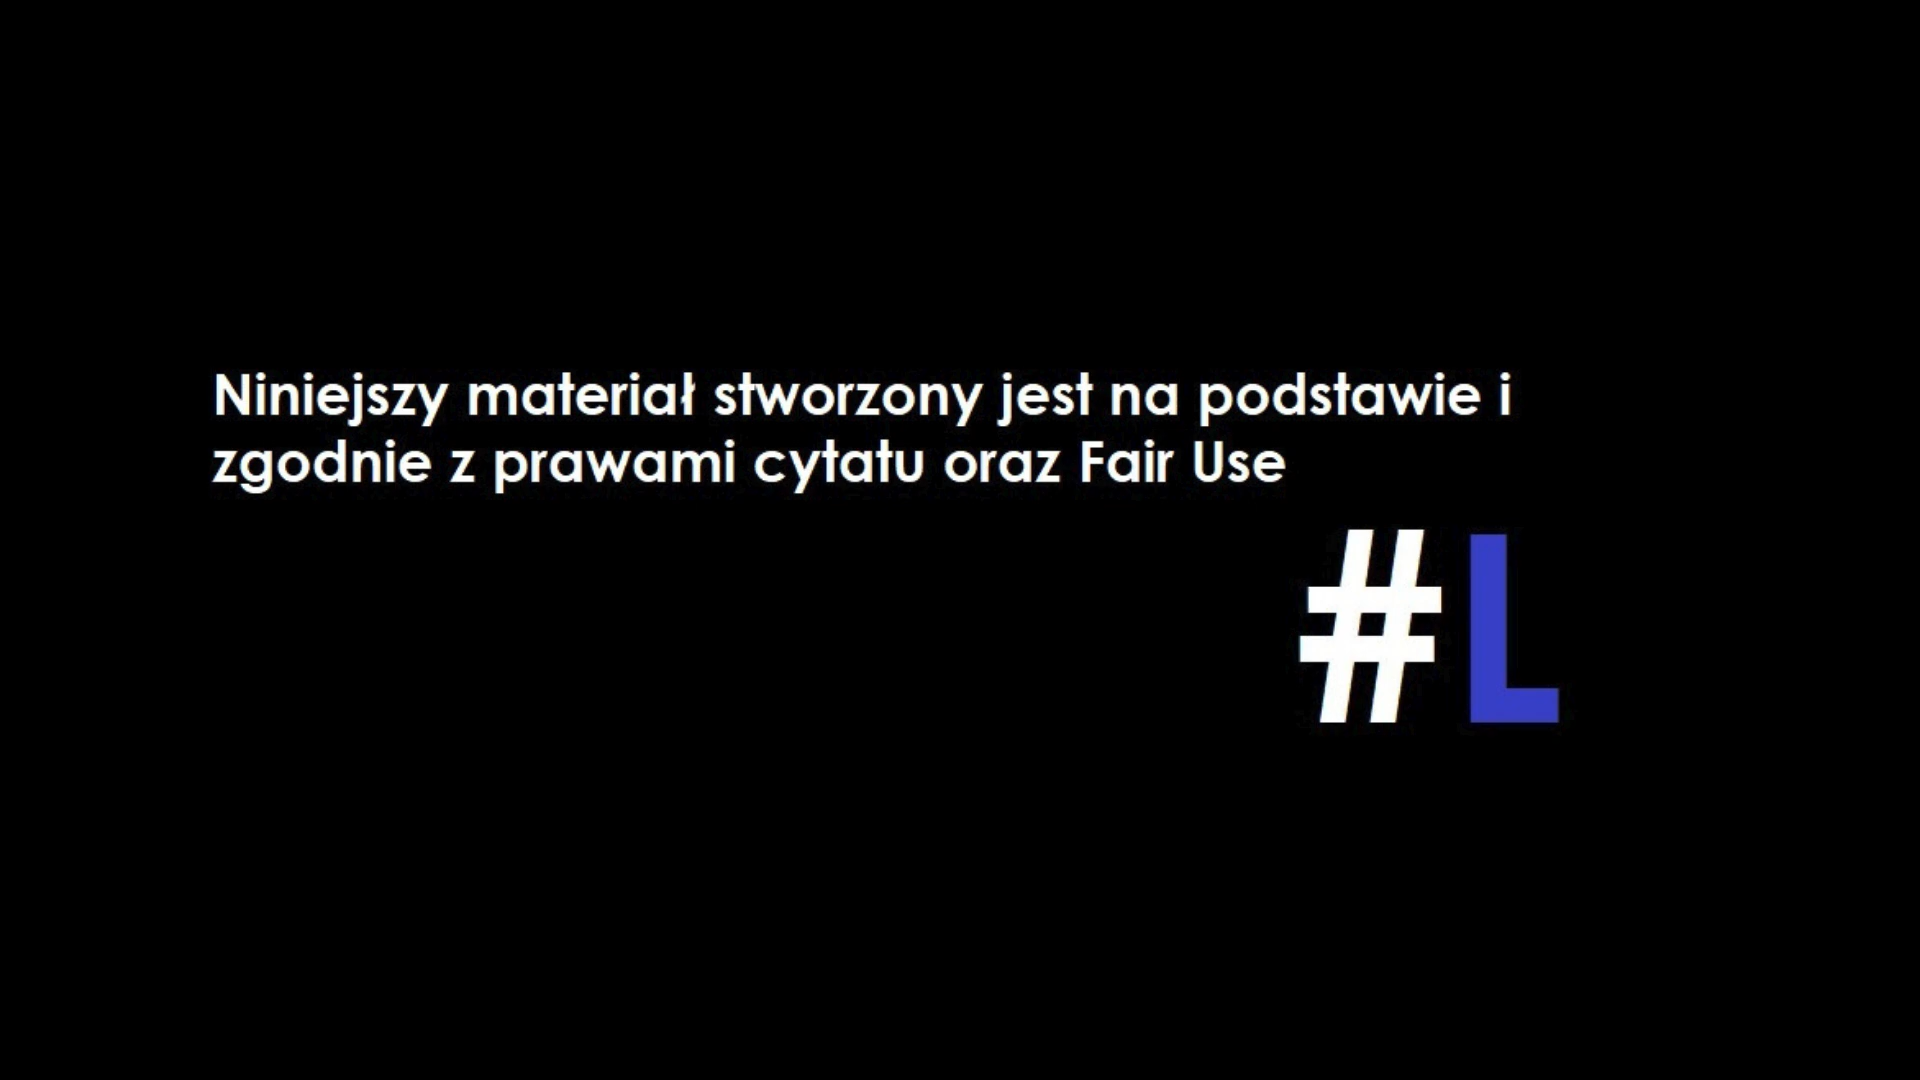 Niniejszy materiał stworzony jest na podstawie i
zgodnie z prawami cytatu oraz Fair Use
#L